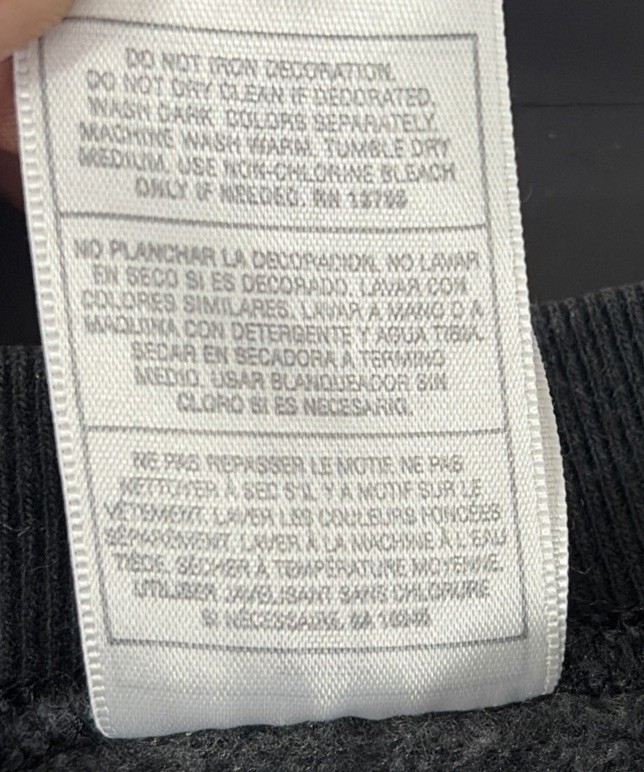 DO NOT IRON DECORATION.
DO NOT DRY CLEAN IF DECORATED.
WASH DARK COLORS SEPARATELY.
MACHINE WASH WARM. TUMBLE DRY
MEDIUM. USE NON-CHLORINE BLEACH
ONLY IF NEEDED. RN
NO PLANCHAR LA DECORACION. NO LAVAR
EN SECO SI ES DECORADO. LAVAR CON
COLORES SIMILARES. LAVAR A MANO O A
MAQUINA CON DETERGENTE Y AGUA TIBIA.
SECAR EN SECADORA A TERMINO
MEDIO. USAR BLANQUEADOR SIN
CLORO SI ES NECESARIO.
NE PAS REPASSER LE MOTIF. NE PAS
NETTOYER À SEC S'IL Y A MOTIF SUR LE
VÊTEMENT. LAVER LES COULEURS FONCÉES
SÉPARÉMENT. LAVER À LA MACHINE À L'EAU
TIÈDE. SÉCHER À TEMPÉRATURE MOYENNE.
UTILISER JAVELISANT SANS CHLORURE
SI NÉCESSAIRE.